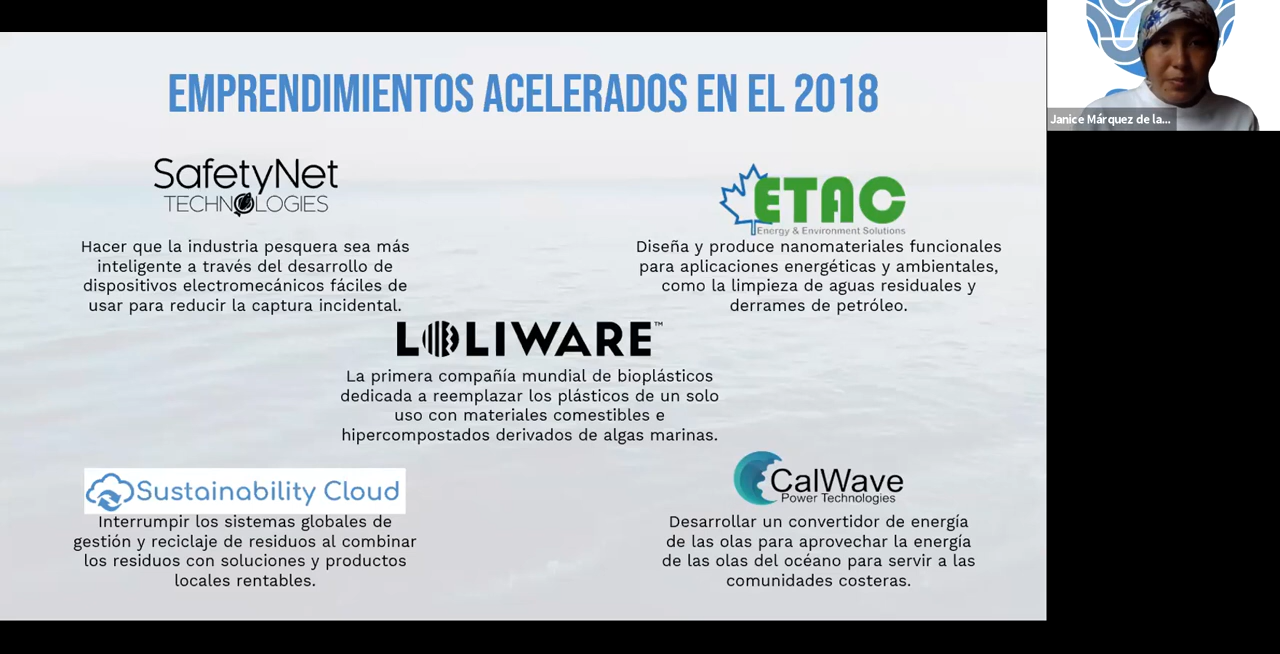 EMPRENDIMIENTOS ACELERADOS EN EL 2018
SafetyNet
TECHNOLOGIES
Hacer que la industria pesquera sea más
inteligente a través del desarrollo de
dispositivos electromecánicos fáciles de
usar para reducir la captura incidental.
ETAC
Energy & Environment Solutions
Diseña y produce nanomateriales funcionales
para aplicaciones energéticas y ambientales,
como la limpieza de aguas residuales y
derrames de petróleo.
LOLIWARE™
La primera compañía mundial de bioplásticos
dedicada a reemplazar los plásticos de un solo
uso con materiales comestibles e
hipercompostados derivados de algas marinas.
Sustainability Cloud
Interrumpir los sistemas globales de
gestión y reciclaje de residuos al combinar
los residuos con soluciones y productos
locales rentables.
CalWave
Power Technologies
Desarrollar un convertidor de energía
de las olas para aprovechar la energía
de las olas del océano para servir a las
comunidades costeras.
Janice Márquez de la...